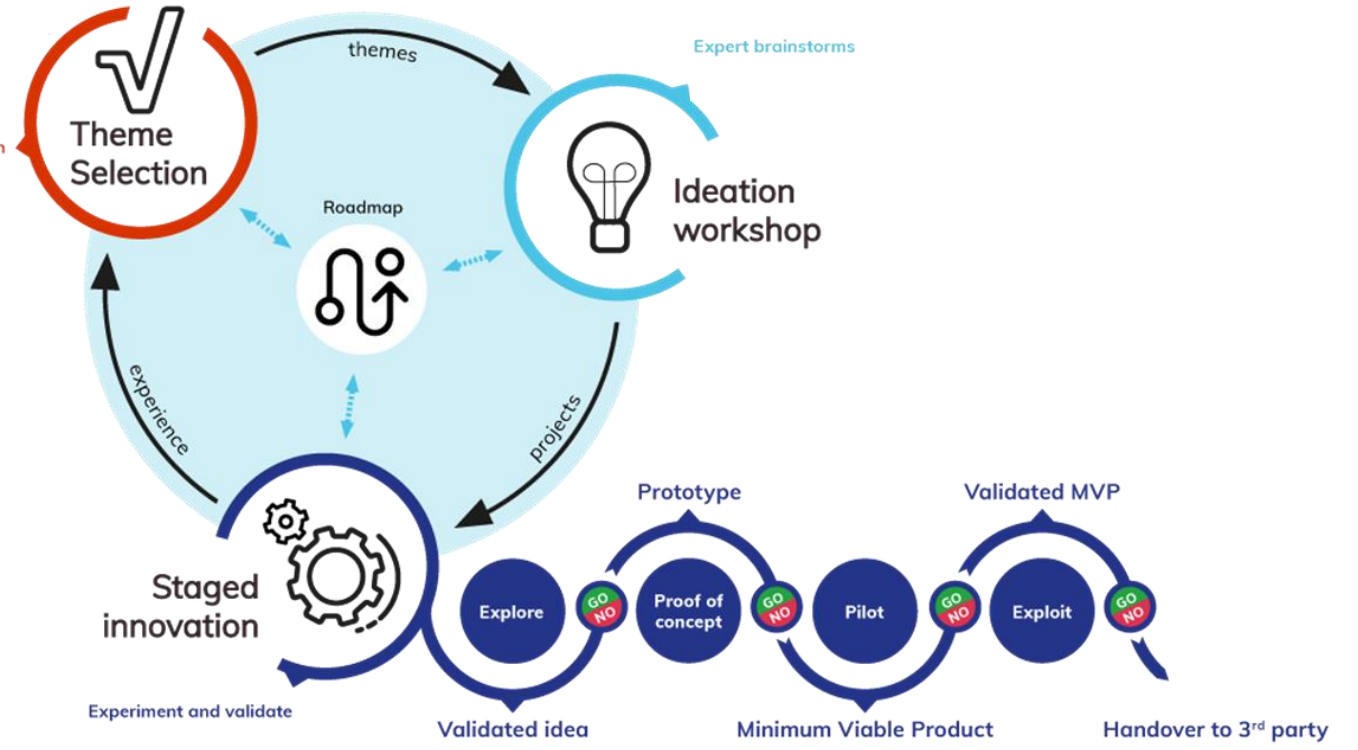 themes
Expert brainstorms
Theme
Selection
Ideation
workshop
Roadmap
experience
projects
Staged
innovation
Experiment and validate
Prototype
Validated MVP
Explore
GO
NO
Proof of
concept
GO
NO
Pilot
GO
NO
Exploit
GO
NO
Validated idea
Minimum Viable Product
Handover to 3rd party